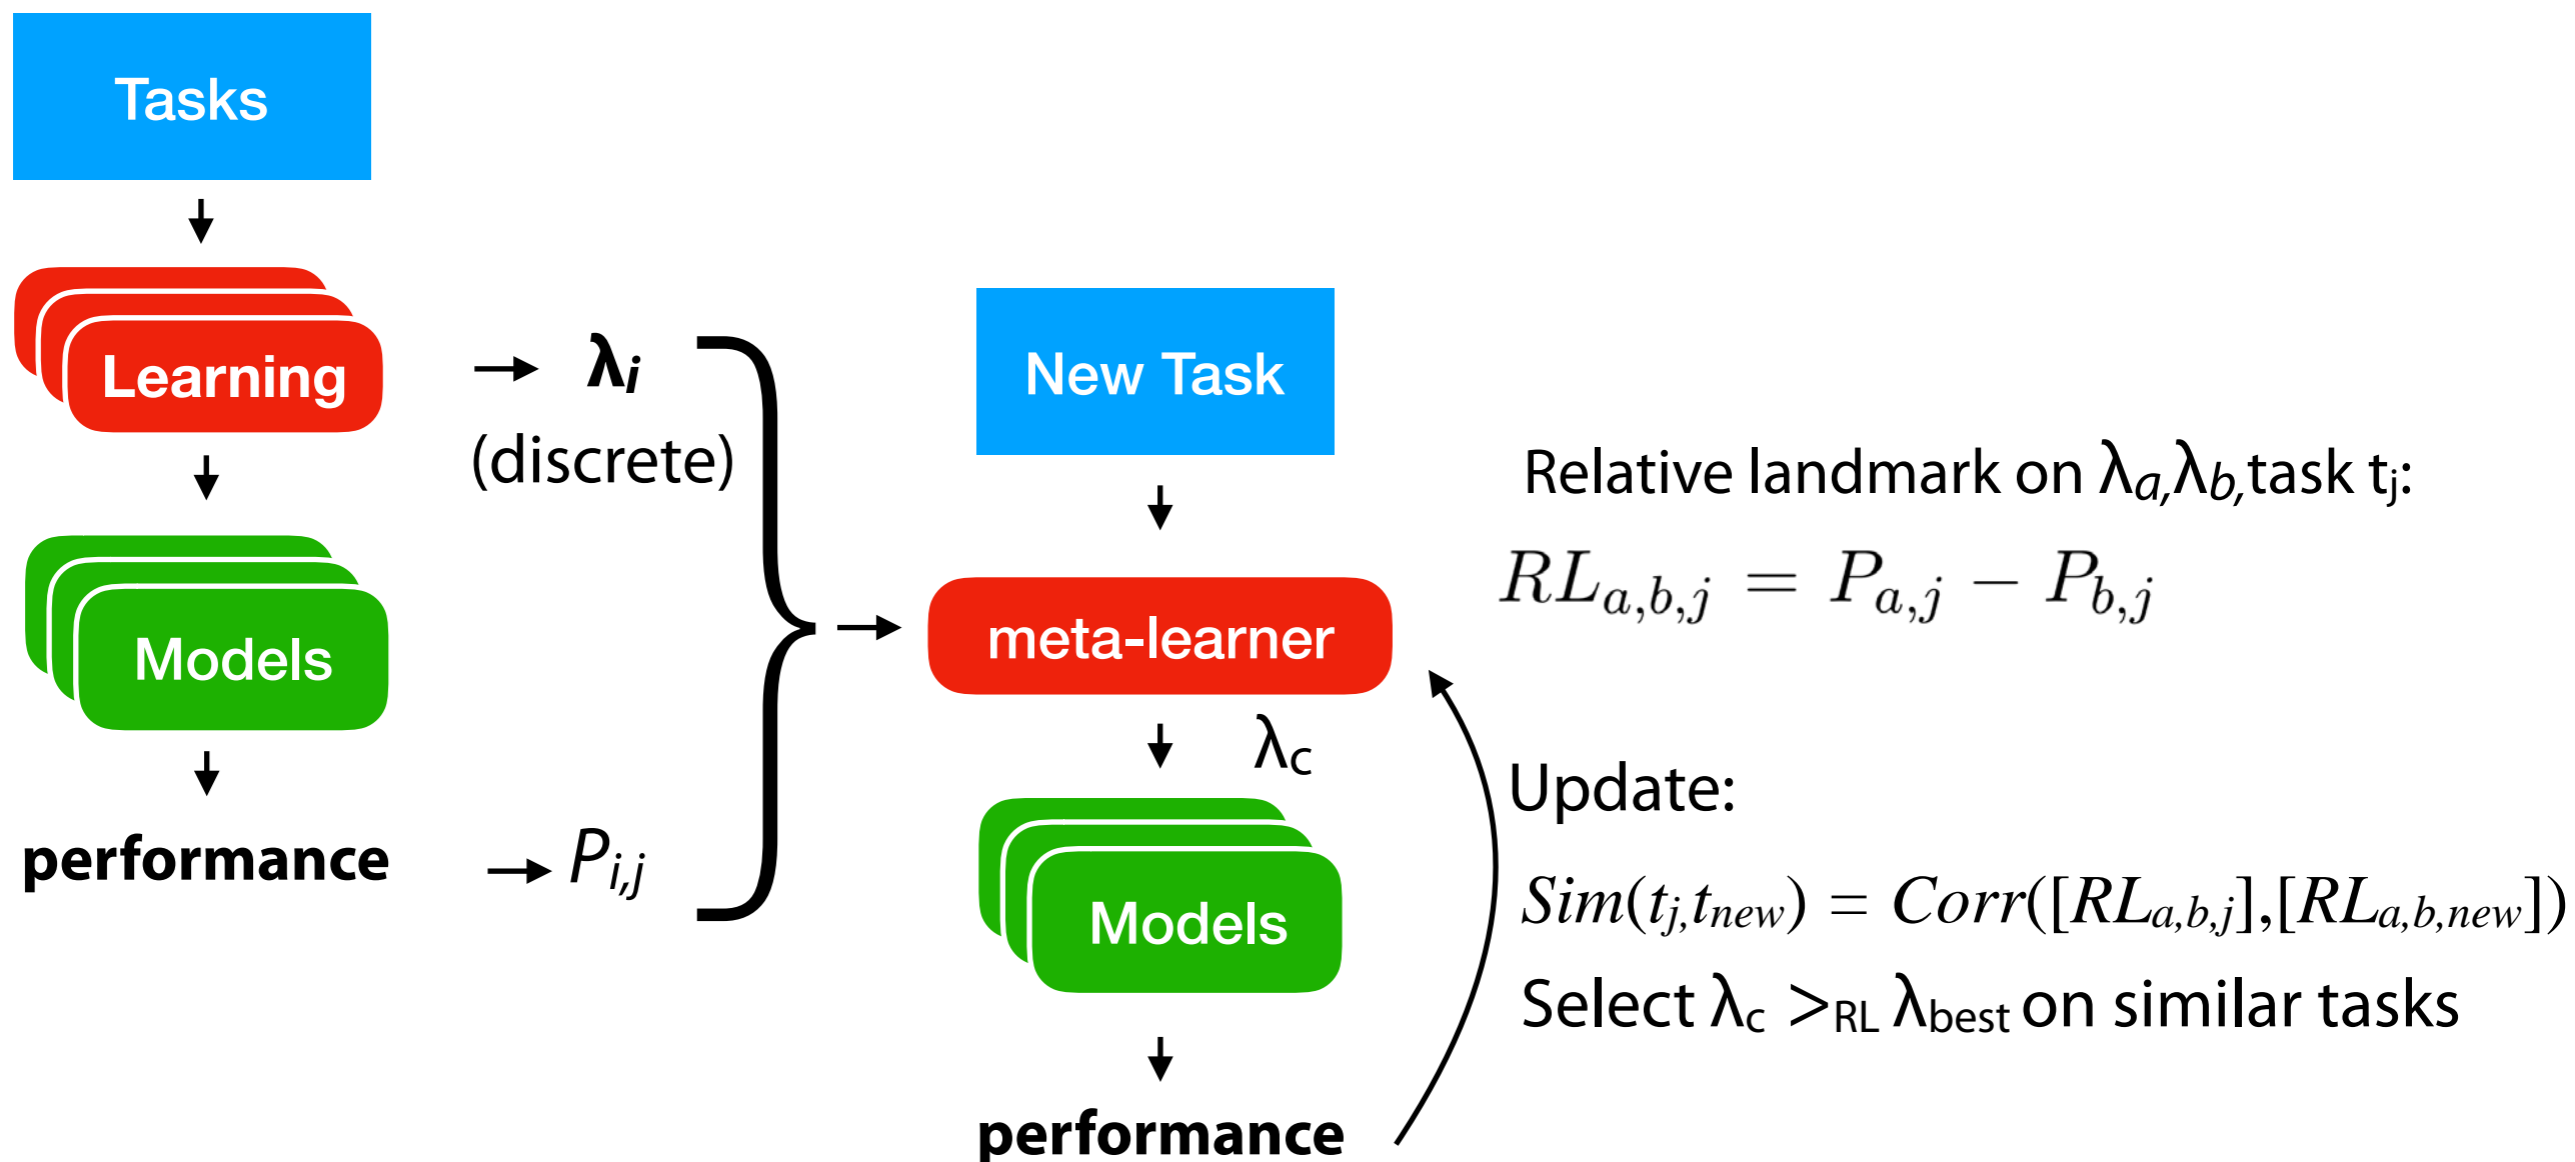 Tasks
Learning
→ λi
(discrete)
Models
performance
→ Pi,j
New Task
meta-learner
λc
Models
performance
Relative landmark on λa,λb,task tj:
RLa,b,j = Pa,j − Pb,j
Update:
Sim(tj,tnew) = Corr([RLa,b,j],[RLa,b,new])
Select λc >RL λbest on similar tasks